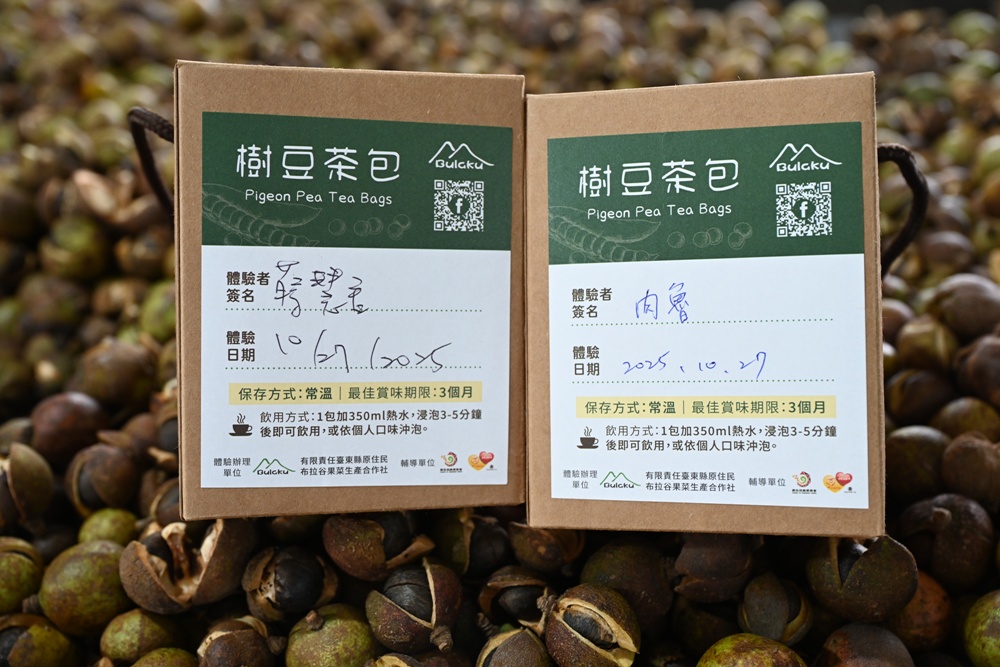 樹豆茶包
Pigeon Pea Tea Bags
Bulaku
體驗者
簽名
體驗
日期
10/27/2025
保存方式:常溫｜最佳賞味期限:3個月
飲用方式:1包加350ml熱水,浸泡3-5分鐘
後即可飲用,或依個人口味沖泡。
體驗辦理
單位
Bulaku
有限責任臺東縣原住民
布拉谷果菜生產合作社
輔導單位
樹豆茶包
Pigeon Pea Tea Bags
Bulaku
體驗者
簽名
肉魯
體驗
日期
2025.10.27
保存方式:常溫｜最佳賞味期限:3個月
飲用方式:1包加350ml熱水,浸泡3-5分鐘
後即可飲用,或依個人口味沖泡。
體驗辦理
單位
Bulaku
有限責任臺東縣原住民
布拉谷果菜生產合作社
輔導單位